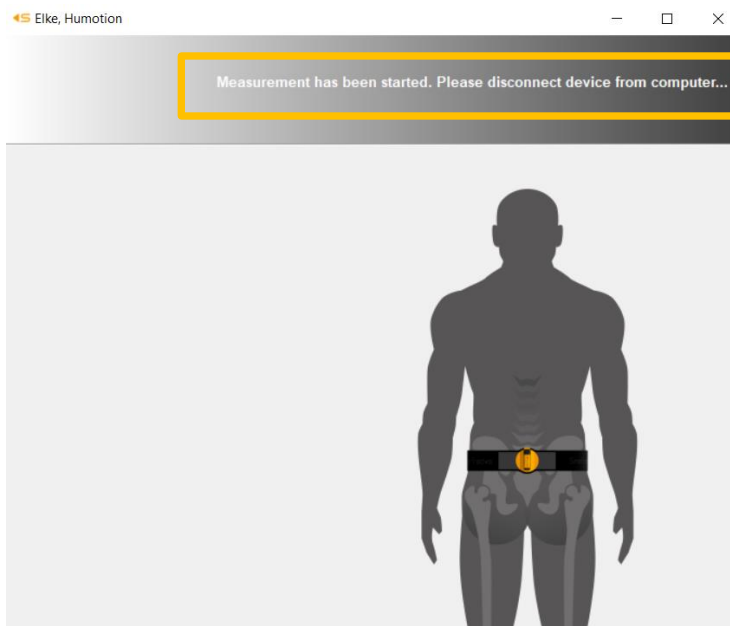 Elke, Humotion
Measurement has been started. Please disconnect device from computer...